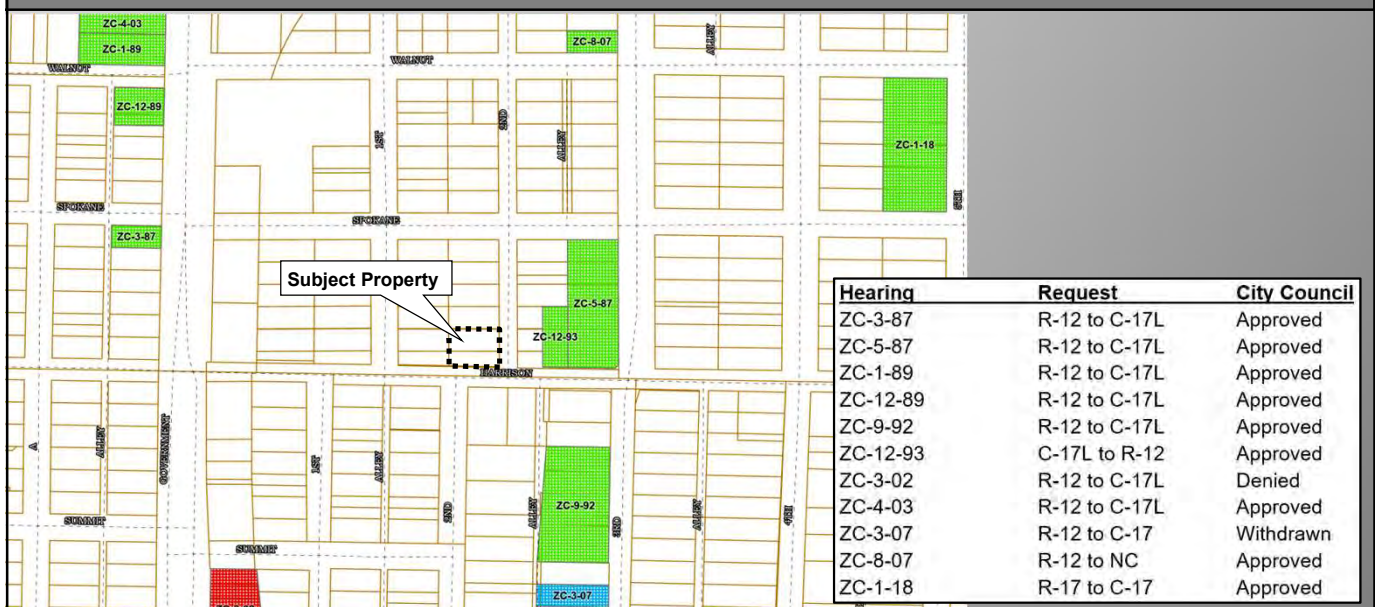 ZC-4-03
ZC-1-89
ZC-8-07
ALLEY
WALNUT
WALNUT
ZC-12-89
1ST
2ND
ALLEY
ZC-1-18
5TH
SPOKANE
SPOKANE
ZC-3-87
Subject Property
ZC-5-87
ZC-12-93
HARRISON
A
ALLEY
GOVERNMENT
1ST
ALLEY
2ND
ALLEY
ZC-9-92
3RD
ALLEY
4TH
SUMMIT
SUMMIT
ZC-3-07
Hearing Request City Council
ZC-3-87 R-12 to C-17L Approved
ZC-5-87 R-12 to C-17L Approved
ZC-1-89 R-12 to C-17L Approved
ZC-12-89 R-12 to C-17L Approved
ZC-9-92 R-12 to C-17L Approved
ZC-12-93 C-17L to R-12 Approved
ZC-3-02 R-12 to C-17L Denied
ZC-4-03 R-12 to C-17L Approved
ZC-3-07 R-12 to C-17 Withdrawn
ZC-8-07 R-12 to NC Approved
ZC-1-18 R-17 to C-17 Approved